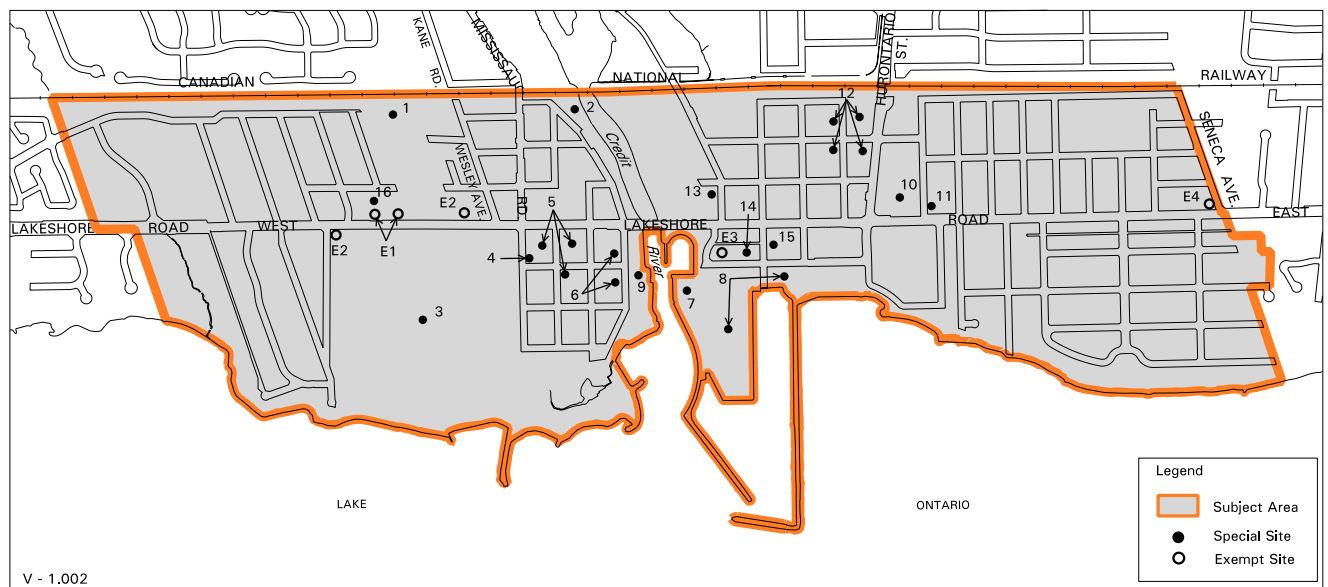 KANE RD.
MISSISSAU
HURONTARIO ST.
CANADIAN NATIONAL RAILWAY
1
2
12
Credit
River
WESLEY AVE.
SENECA AVE.
16
E2
13
10
11
E4
5
14
LAKESHORE ROAD WEST
RD
LAKESHORE ROAD EAST
E2
E1
4
E3
15
6
9
7
8
3
LAKE ONTARIO
Legend
Subject Area
Special Site
Exempt Site
V - 1.002